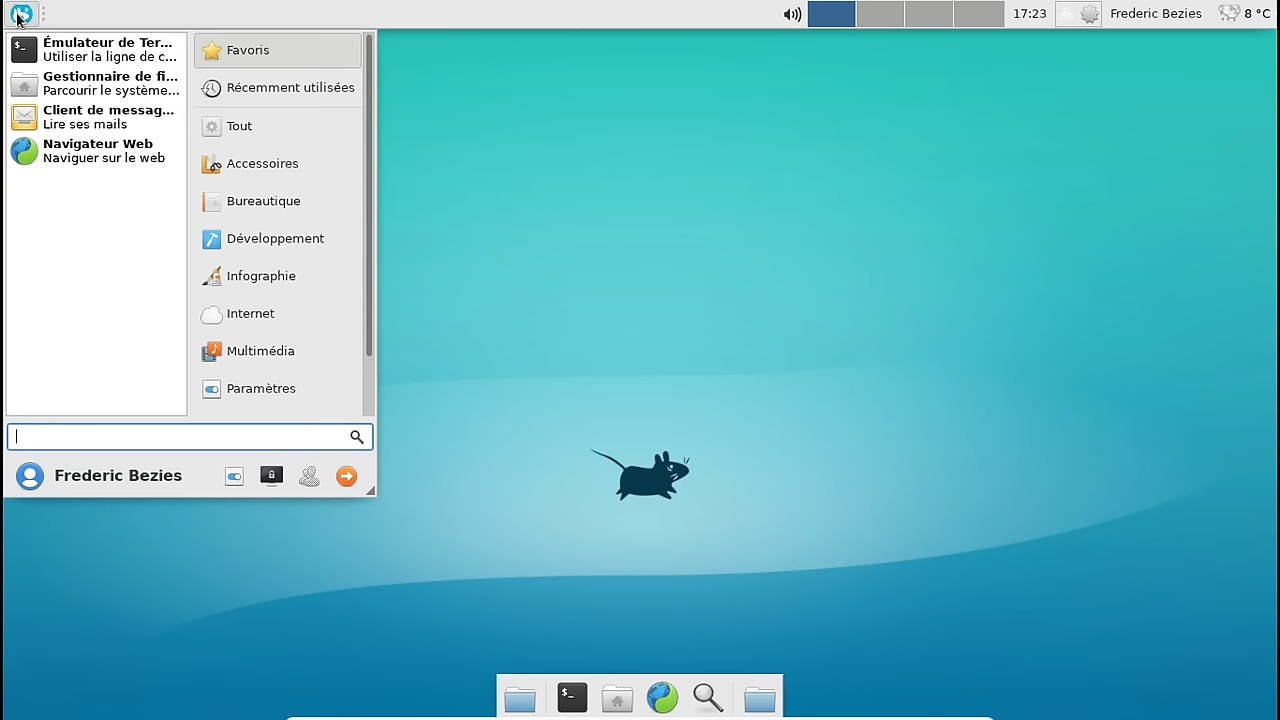 17:23
Frederic Bezies
8 °C
Émulateur de Ter...
Utiliser la ligne de c...
Gestionnaire de fi...
Parcourir le système...
Client de messag...
Lire ses mails
Navigateur Web
Naviguer sur le web
Favoris
Récemment utilisées
Tout
Accessoires
Bureautique
Développement
Infographie
Internet
Multimédia
Paramètres
Frederic Bezies